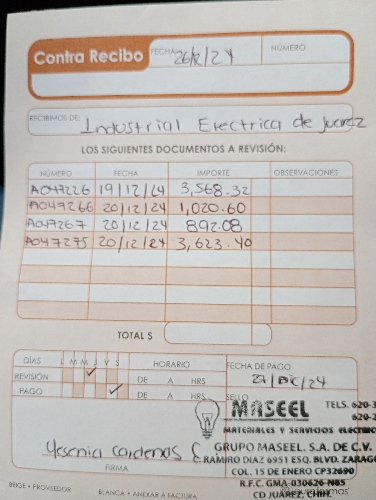 Contra Recibo FECHA 26/12/24 NÚMERO
RECIBIMOS DE: Industrial Electrica de Juarez
LOS SIGUIENTES DOCUMENTOS A REVISIÓN:
NÚMERO FECHA IMPORTE OBSERVACIONES
A047226 19/12/24 3,568.32
A047266 20/12/24 1,020.60
A047267 20/12/24 892.08
A047275 20/12/24 3,623.40
TOTAL $
DÍAS L M M J V S HORARIO FECHA DE PAGO
REVISIÓN DE A HRS 27/Dic/24
PAGO DE A HRS SELLO
MASEEL TELS.
MATERIALES Y SERVICIOS
Yesenia Cardenas C GRUPO MASEEL. S.A. DE C.V.
FIRMA C. RAMIRO DIAZ 6951 ESQ. BLVD.
COL. 15 DE ENERO CP32690
R.F.C. GMA-030626-N85
CD JUÁREZ, CHIH.
BEIGE • PROVEEDOR BLANCA • ANEXAR A FACTURA